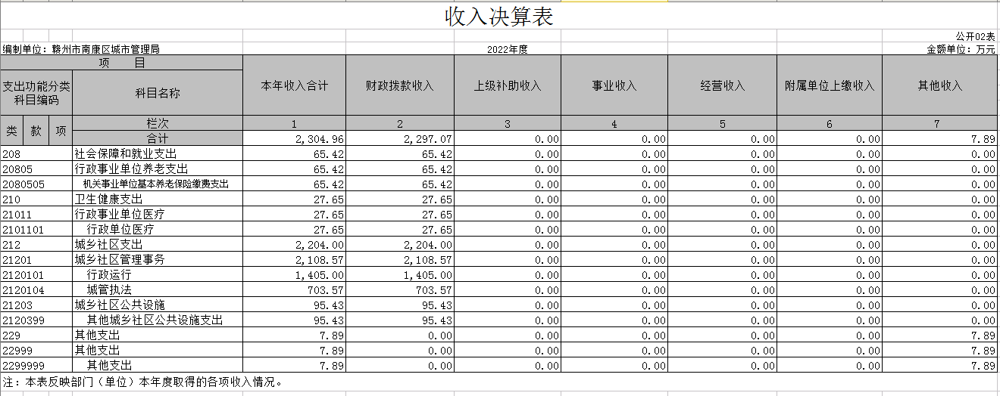 收入决算表
公开02表
编制单位：赣州市南康区城市管理局 2022年度 金额单位：万元
项 目 本年收入合计 财政拨款收入 上级补助收入 事业收入 经营收入 附属单位上缴收入 其他收入
支出功能分类科目编码 科目名称
类 款 项 栏次 1 2 3 4 5 6 7
合计 2,304.96 2,297.07 0.00 0.00 0.00 0.00 7.89
208 社会保障和就业支出 65.42 65.42 0.00 0.00 0.00 0.00 0.00
20805 行政事业单位养老支出 65.42 65.42 0.00 0.00 0.00 0.00 0.00
2080505 机关事业单位基本养老保险缴费支出 65.42 65.42 0.00 0.00 0.00 0.00 0.00
210 卫生健康支出 27.65 27.65 0.00 0.00 0.00 0.00 0.00
21011 行政事业单位医疗 27.65 27.65 0.00 0.00 0.00 0.00 0.00
2101101 行政单位医疗 27.65 27.65 0.00 0.00 0.00 0.00 0.00
212 城乡社区支出 2,204.00 2,204.00 0.00 0.00 0.00 0.00 0.00
21201 城乡社区管理事务 2,108.57 2,108.57 0.00 0.00 0.00 0.00 0.00
2120101 行政运行 1,405.00 1,405.00 0.00 0.00 0.00 0.00 0.00
2120104 城管执法 703.57 703.57 0.00 0.00 0.00 0.00 0.00
21203 城乡社区公共设施 95.43 95.43 0.00 0.00 0.00 0.00 0.00
2120399 其他城乡社区公共设施支出 95.43 95.43 0.00 0.00 0.00 0.00 0.00
229 其他支出 7.89 0.00 0.00 0.00 0.00 0.00 7.89
22999 其他支出 7.89 0.00 0.00 0.00 0.00 0.00 7.89
2299999 其他支出 7.89 0.00 0.00 0.00 0.00 0.00 7.89
注：本表反映部门（单位）本年度取得的各项收入情况。